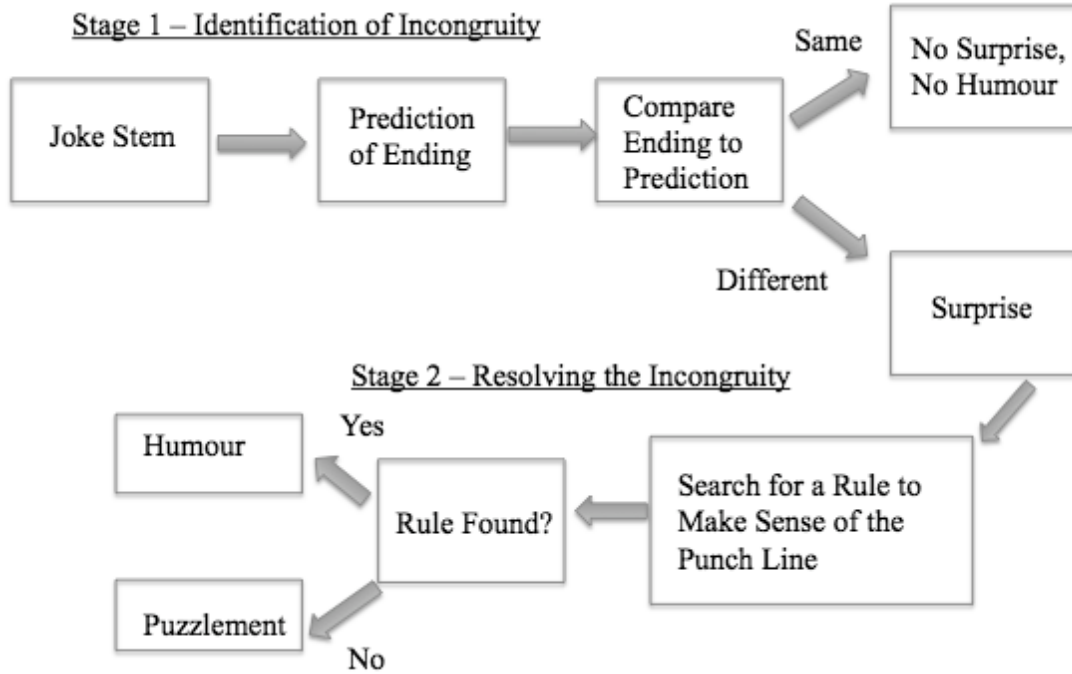 Stage 1 – Identification of Incongruity
Joke Stem
Prediction
of Ending
Compare
Ending to
Prediction
Same
No Surprise,
No Humour
Different
Surprise
Stage 2 – Resolving the Incongruity
Search for a Rule to
Make Sense of the
Punch Line
Rule Found?
Yes
Humour
No
Puzzlement